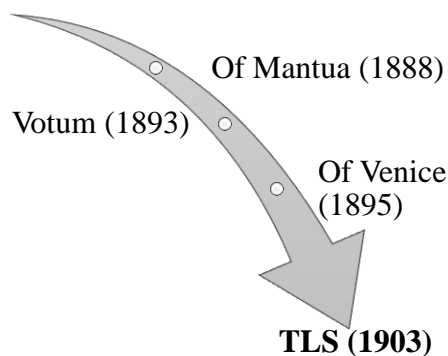 Of Mantua (1888)
Votum (1893)
Of Venice
(1895)
TLS (1903)